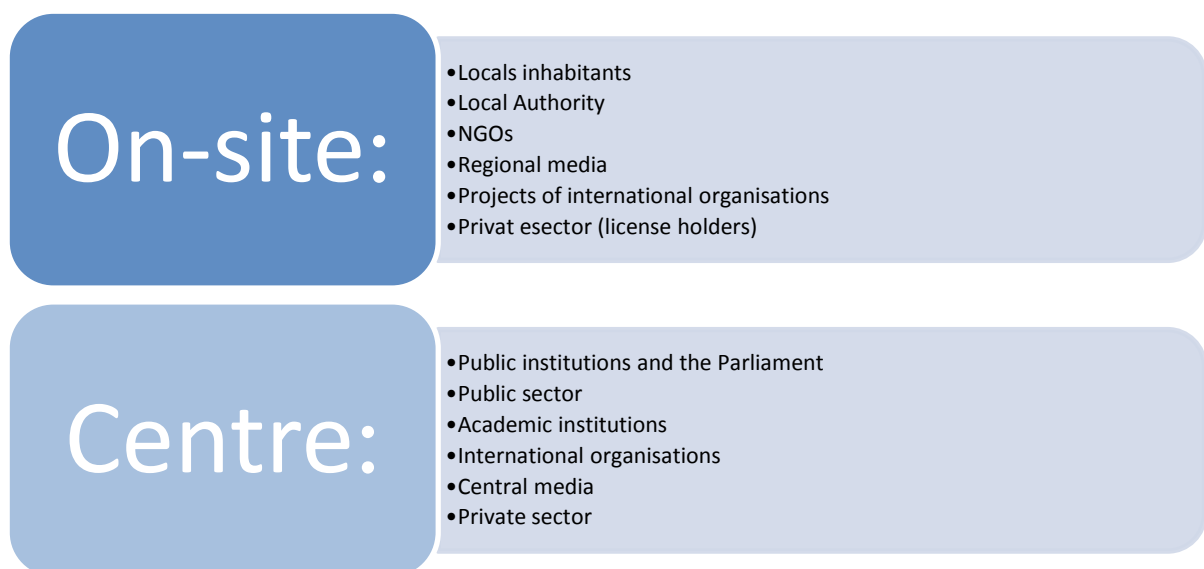 On-site:
•Locals inhabitants
•Local Authority
•NGOs
•Regional media
•Projects of international organisations
•Privat esector (license holders)
Centre:
•Public institutions and the Parliament
•Public sector
•Academic institutions
•International organisations
•Central media
•Private sector